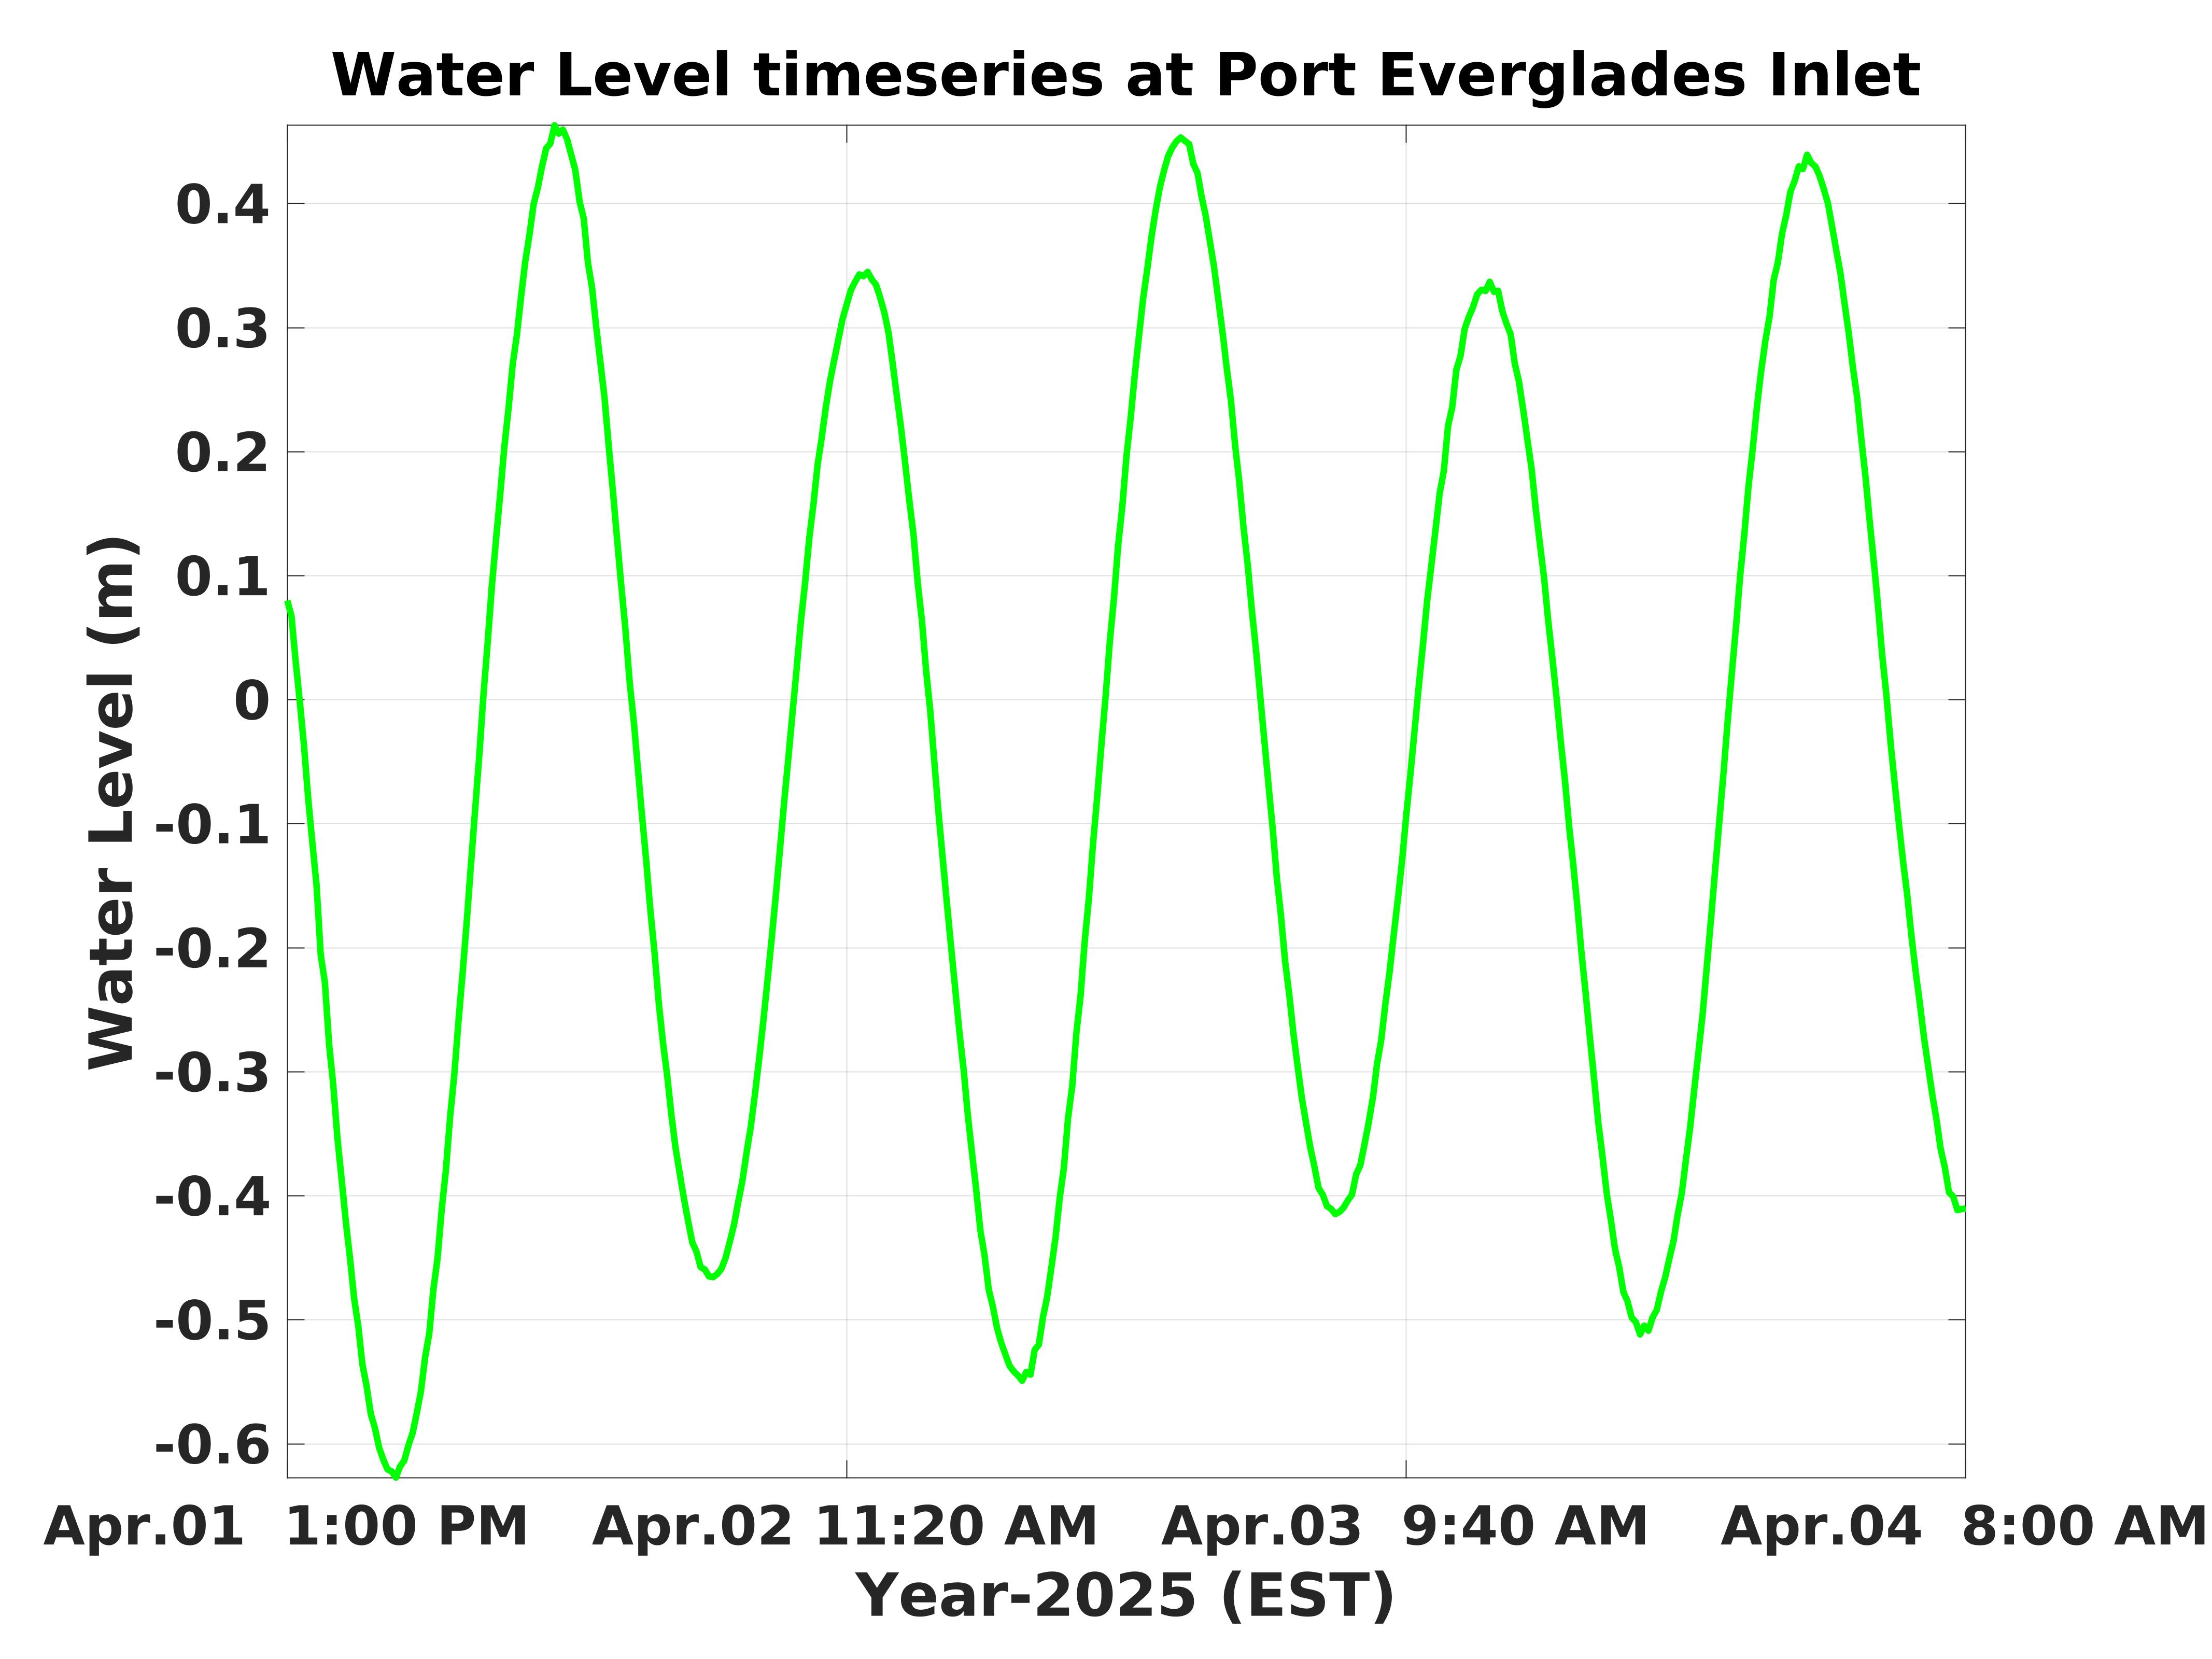 Water Level timeseries at Port Everglades Inlet
Water Level (m)
0.4
0.3
0.2
0.1
0
-0.1
-0.2
-0.3
-0.4
-0.5
-0.6
Apr.01 1:00 PM Apr.02 11:20 AM Apr.03 9:40 AM Apr.04 8:00 AM
Year-2025 (EST)